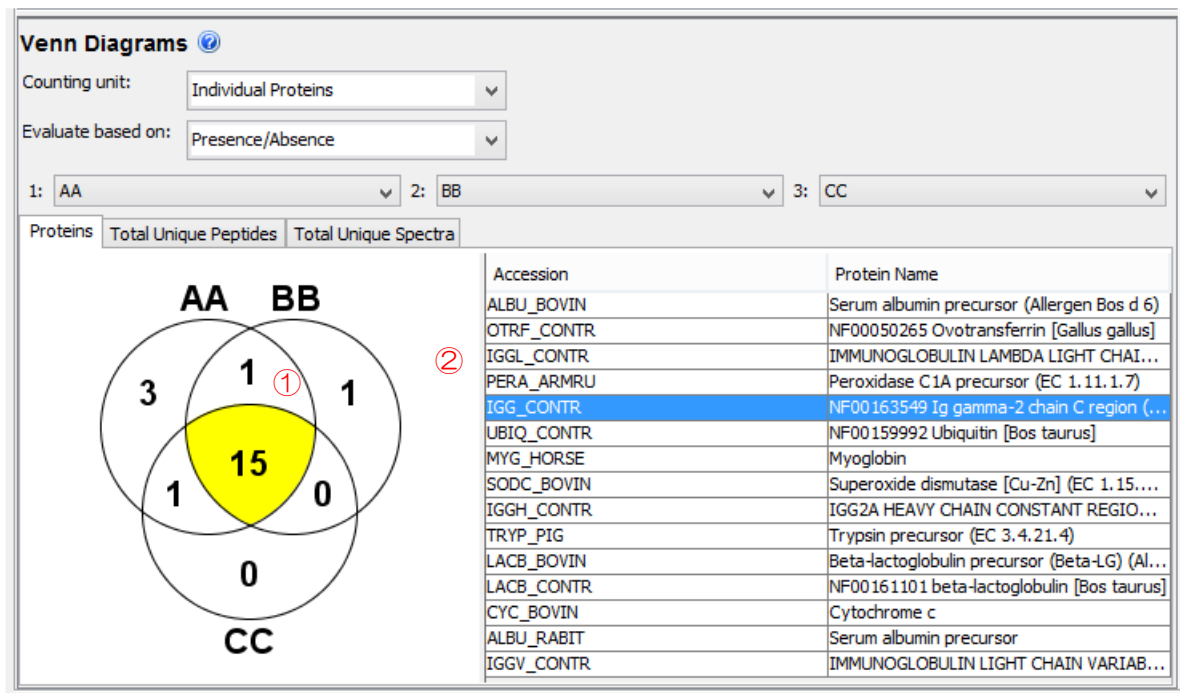 Venn Diagrams
Counting unit: Individual Proteins
Evaluate based on: Presence/Absence
1: AA 2: BB 3: CC
Proteins Total Unique Peptides Total Unique Spectra
AA BB
3 1 ① 1
15
1 0
0
CC
②
Accession Protein Name
ALBU_BOVIN Serum albumin precursor (Allergen Bos d 6)
OTRF_CONTR NF00050265 Ovotransferrin [Gallus gallus]
IGGL_CONTR IMMUNOGLOBULIN LAMBDA LIGHT CHAI...
PERA_ARMRU Peroxidase C1A precursor (EC 1.11.1.7)
IGG_CONTR NF00163549 Ig gamma-2 chain C region (...
UBIQ_CONTR NF00159992 Ubiquitin [Bos taurus]
MYG_HORSE Myoglobin
SODC_BOVIN Superoxide dismutase [Cu-Zn] (EC 1.15....
IGGH_CONTR IGG2A HEAVY CHAIN CONSTANT REGIO...
TRYP_PIG Trypsin precursor (EC 3.4.21.4)
LACB_BOVIN Beta-lactoglobulin precursor (Beta-LG) (Al...
LACB_CONTR NF00161101 beta-lactoglobulin [Bos taurus]
CYC_BOVIN Cytochrome c
ALBU_RABIT Serum albumin precursor
IGGV_CONTR IMMUNOGLOBULIN LIGHT CHAIN VARIAB...